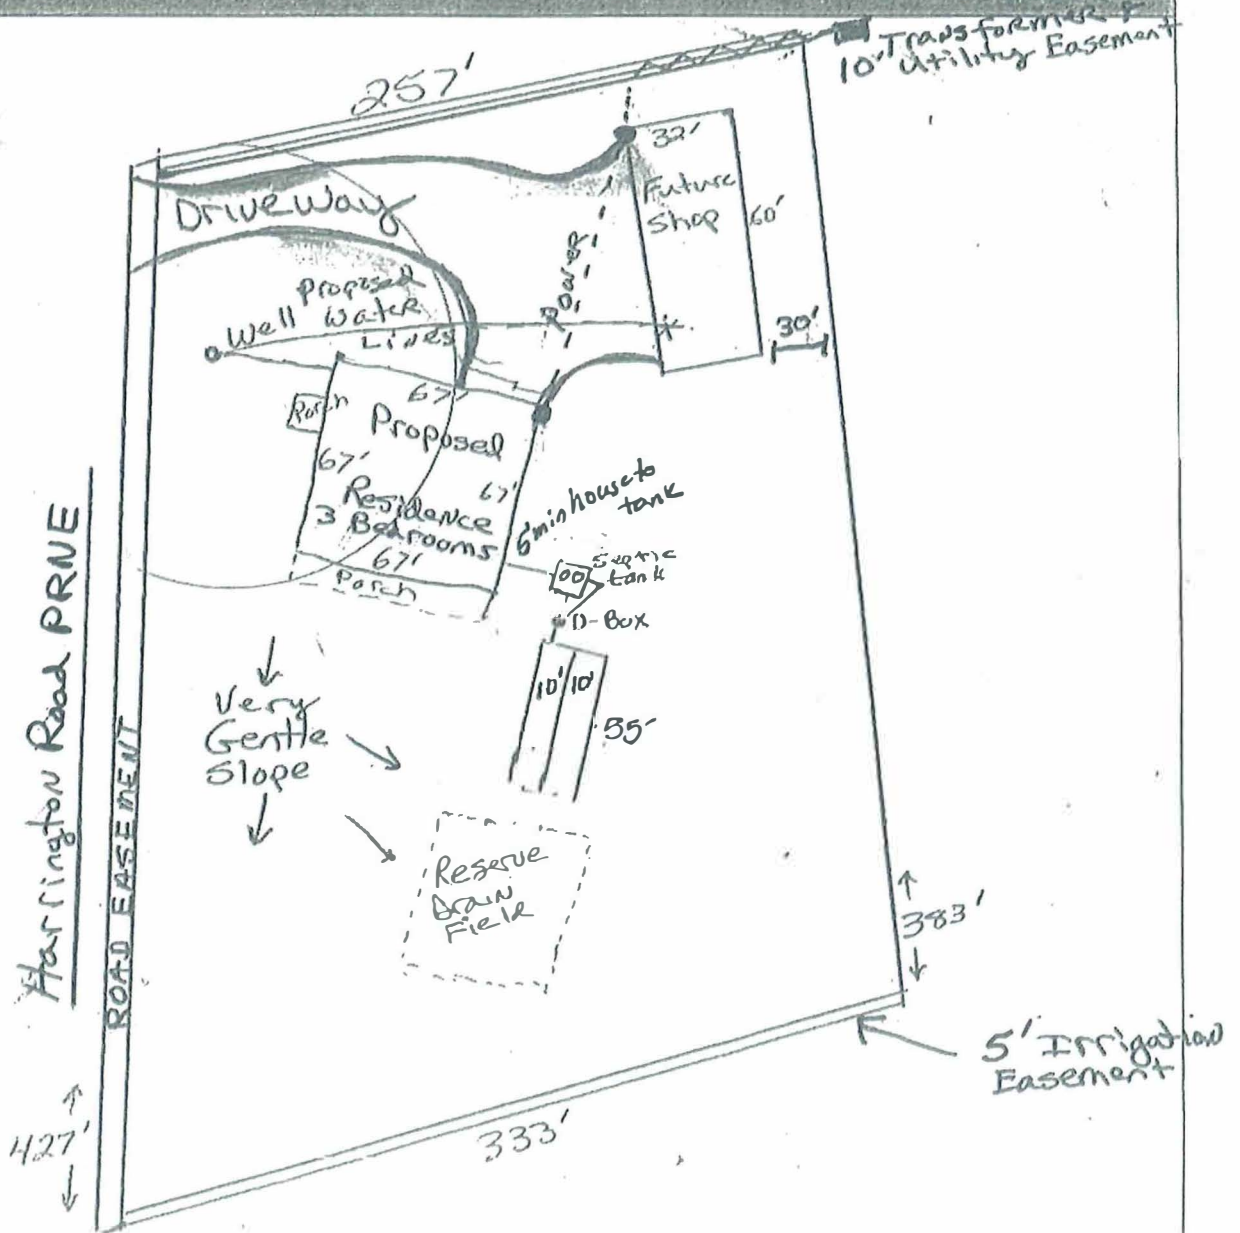 Transformer &
10' Utility Easement
257'
32'
Future
Shop
60'
DriveWay
Power
Proposed
Water
Lines
Well
30'
Porch
67'
Proposed
67'
67'
Residence
3 Bedrooms
67'
Porch
5' min house to
tank
Septic
tank
D-Box
10' 10'
55'
Very
Gentle
Slope
Reserve
Drain
Field
Harrington Road PRNE
ROAD EASEMENT
383'
5' Irrigation
Easement
427'
333'